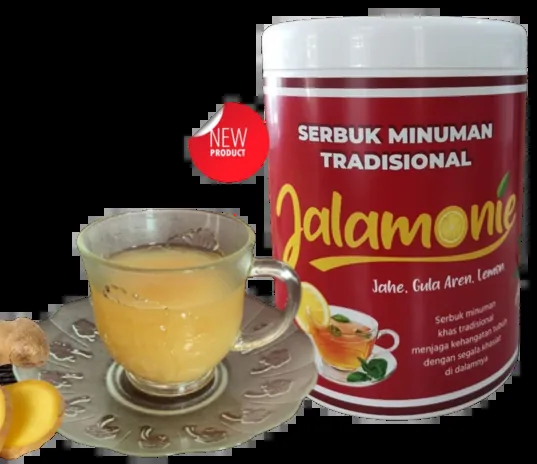 NEW
PRODUCT
SERBUK MINUMAN
TRADISIONAL
Jalamonie
Jahe, Gula Aren, Lemon
Serbuk minuman
khas tradisional
menjaga kehangatan tubuh
dengan segala khasiat
di dalamnya